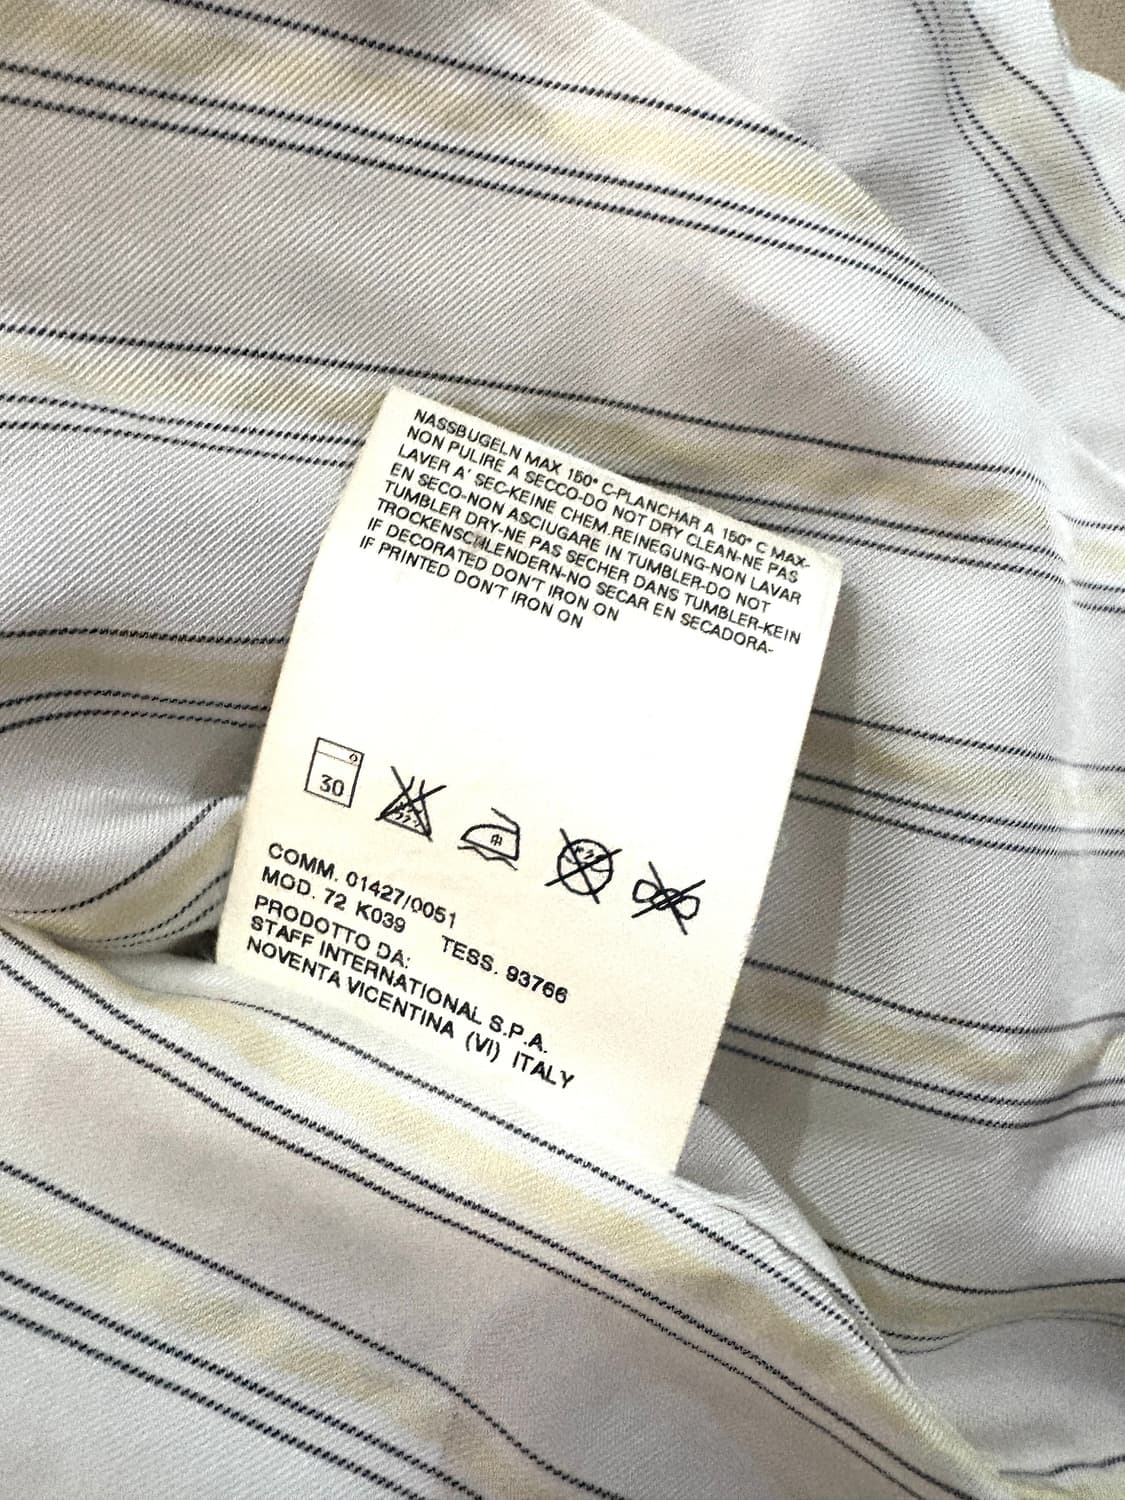 NASSBUGELN MAX 150° C-PLANCHAR A 150° C MAX-
NON PULIRE A SECCO-DO NOT DRY CLEAN-NE PAS
LAVER A' SEC-KEINE CHEM.REINEGUNG-NON LAVAR
EN SECO-NON ASCIUGARE IN TUMBLER-DO NOT
TUMBLER DRY-NE PAS SECHER DANS TUMBLER-KEIN
TROCKENSCHLENDERN-NO SECAR EN SECADORA-
IF DECORATED DON'T IRON ON
IF PRINTED DON'T IRON ON
30
COMM. 01427/0051
MOD. 72 K039 TESS. 93766
PRODOTTO DA:
STAFF INTERNATIONAL S.P.A.
NOVENTA VICENTINA (VI) ITALY